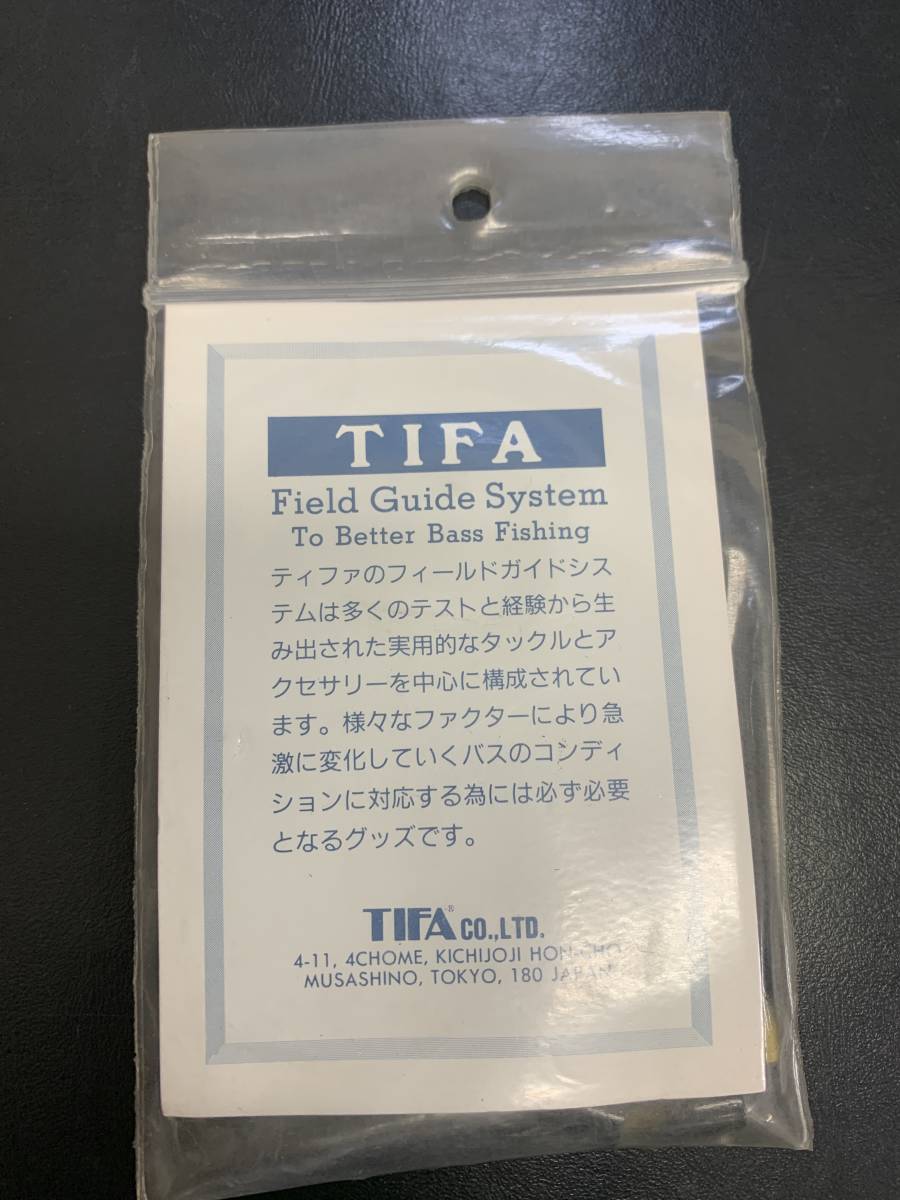 TIFA
Field Guide System
To Better Bass Fishing
ティファのフィールドガイドシス
テムは多くのテストと経験から生
み出された実用的なタックルとア
クセサリーを中心に構成されてい
ます。様々なファクターにより急
激に変化していくバスのコンディ
ションに対応する為には必ず必要
となるグッズです。
TIFA® CO.,LTD.
4-11, 4CHOME, KICHIJOJI HON-CHO
MUSASHINO, TOKYO, 180 JAPAN